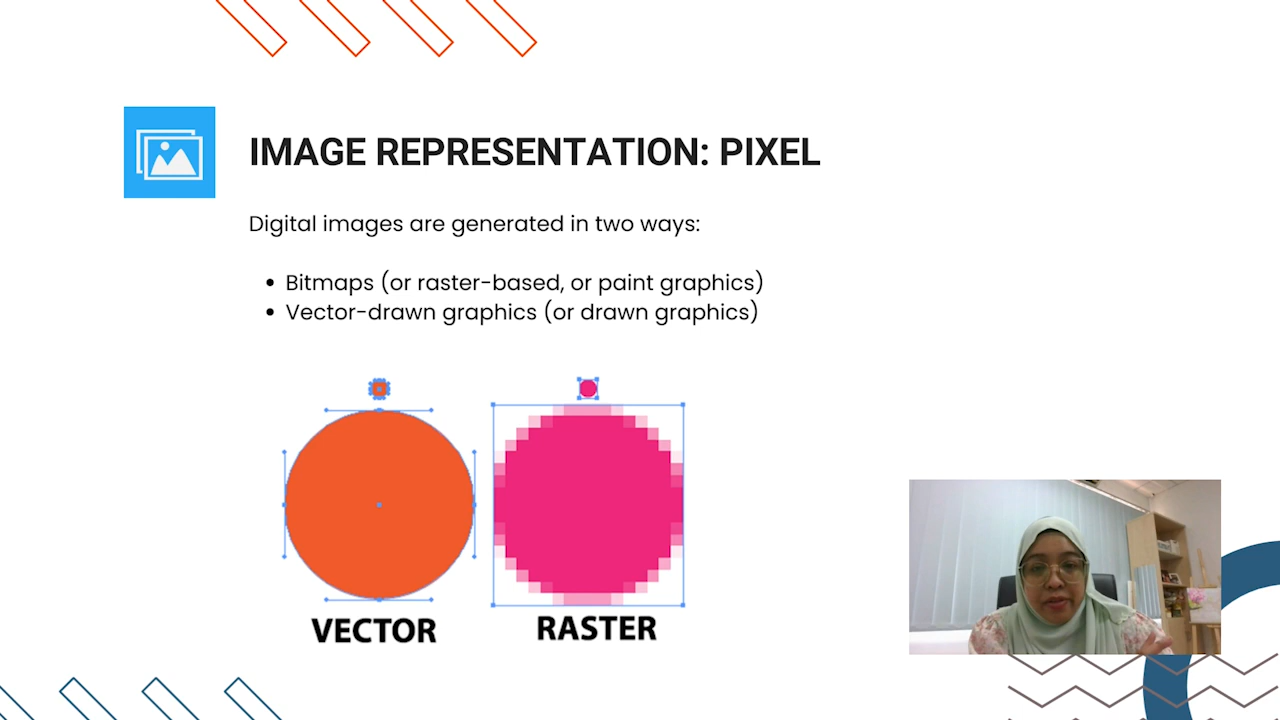 IMAGE REPRESENTATION: PIXEL
Digital images are generated in two ways:
Bitmaps (or raster-based, or paint graphics)
Vector-drawn graphics (or drawn graphics)
VECTOR
RASTER